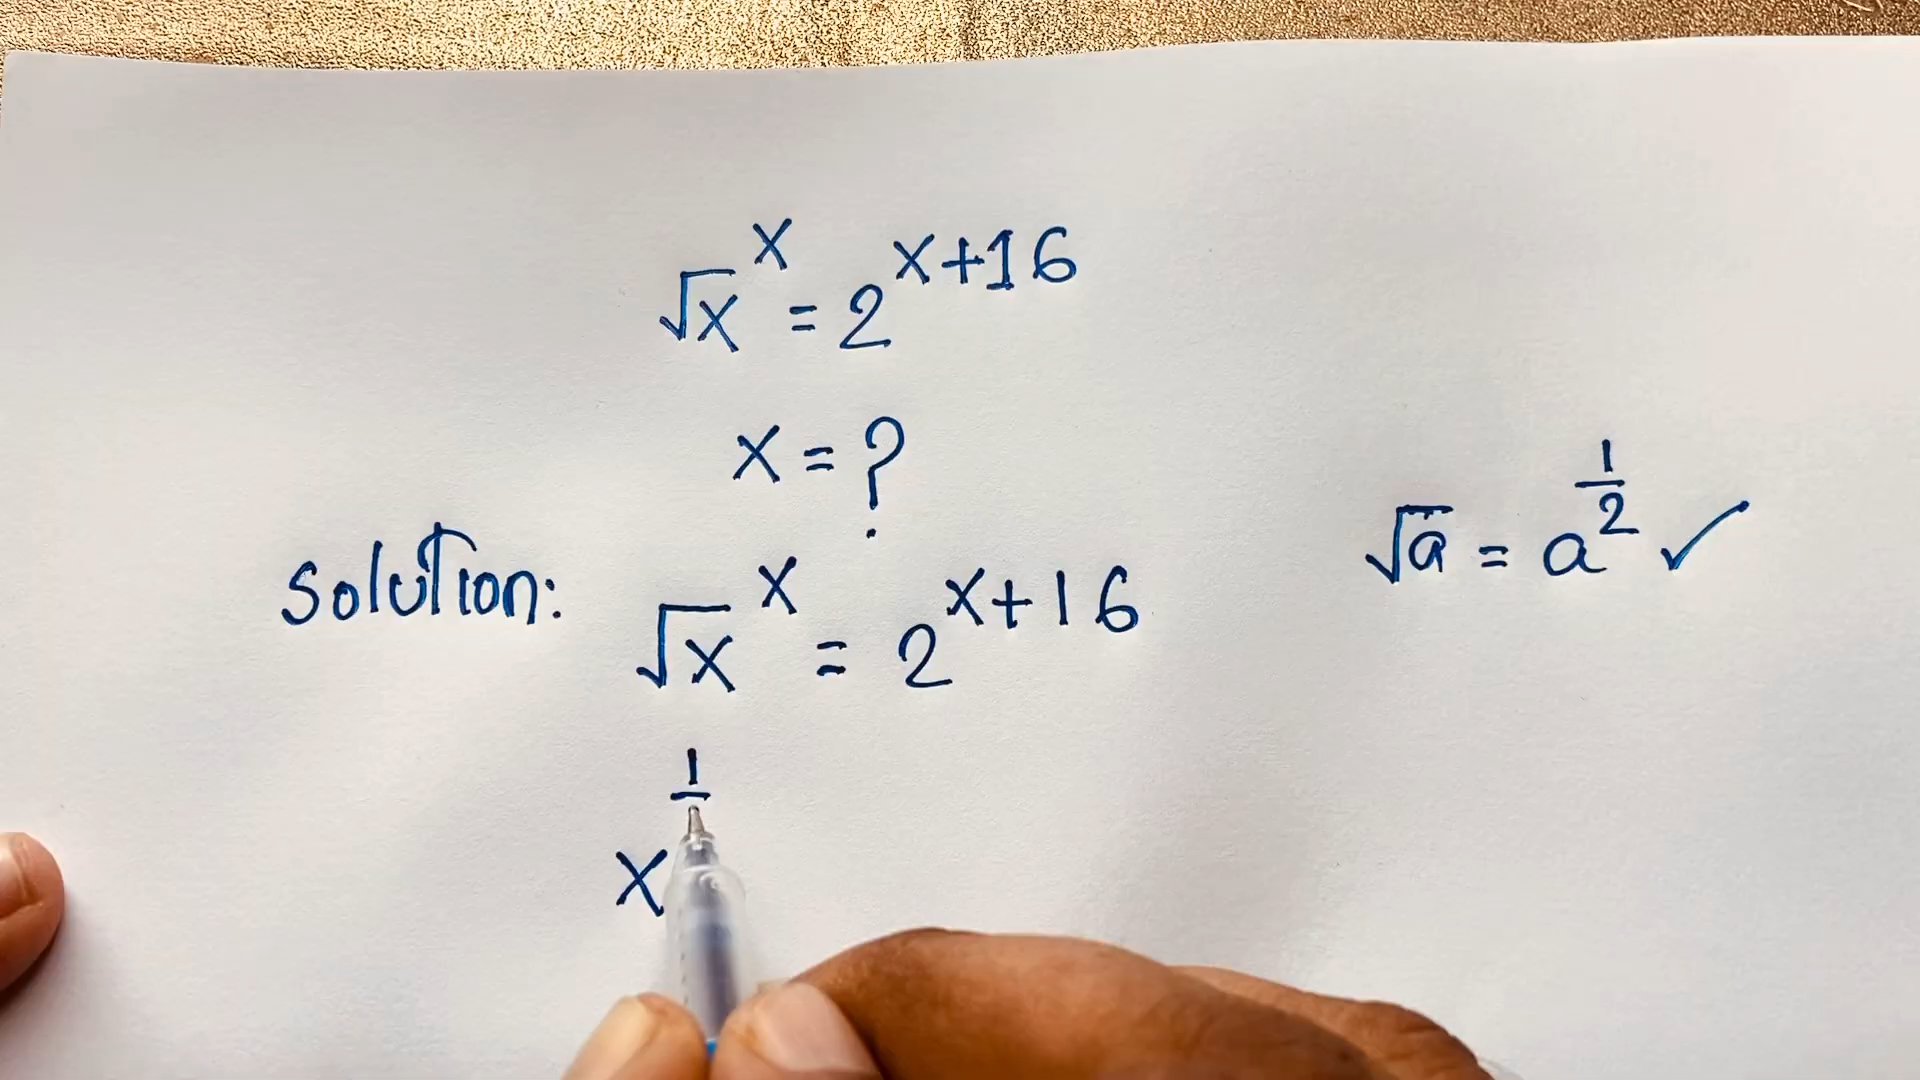 √x^x = 2^x+16
x = ?
Solution: √x^x = 2^x+16
√a = a^1/2 ✓
x^1/